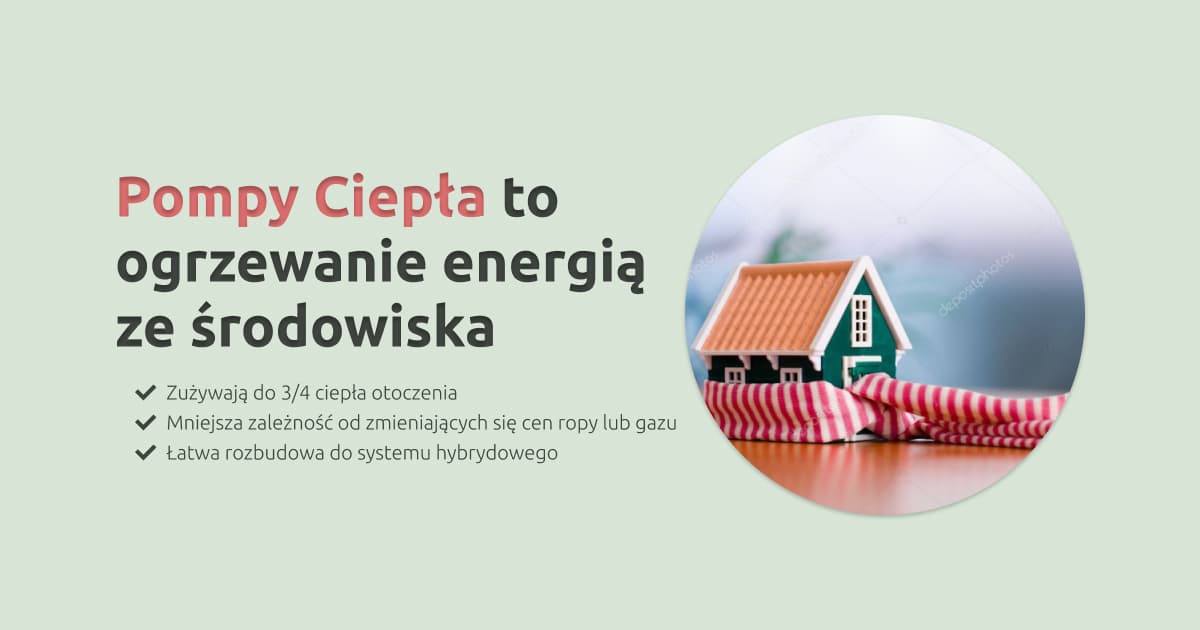 Pompy Ciepła to
ogrzewanie energią
ze środowiska
Zużywają do 3/4 ciepła otoczenia
Mniejsza zależność od zmieniających się cen ropy lub gazu
Łatwa rozbudowa do systemu hybrydowego
depositphotos